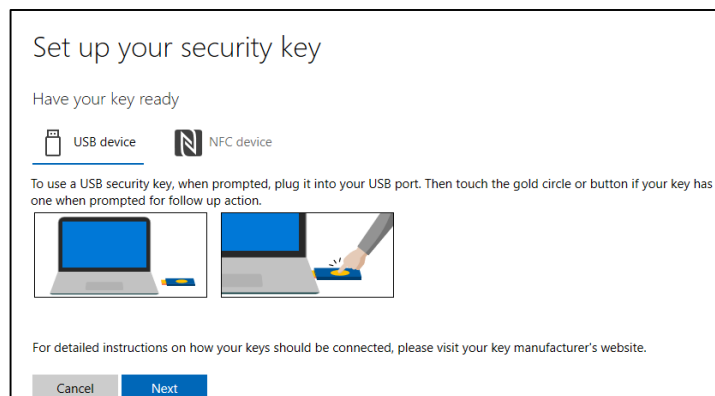 Set up your security key
Have your key ready
USB device
NFC device
To use a USB security key, when prompted, plug it into your USB port. Then touch the gold circle or button if your key has
one when prompted for follow up action.
For detailed instructions on how your keys should be connected, please visit your key manufacturer's website.
Cancel
Next